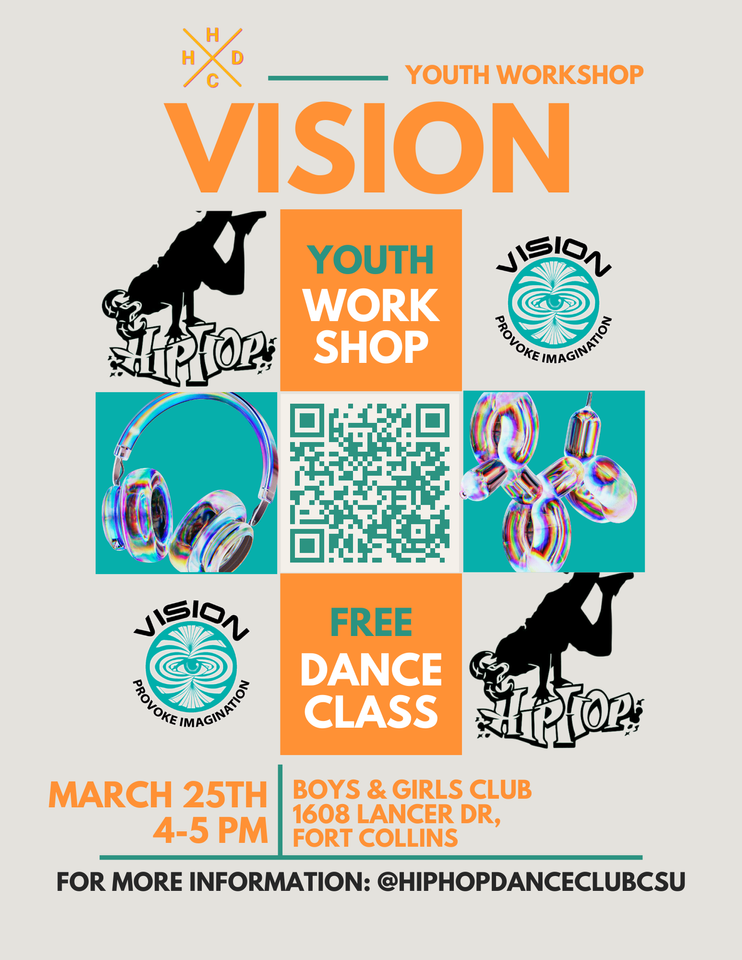 H
H D
C
YOUTH WORKSHOP
VISION
YOUTH
WORK
SHOP
HIPHOP
VISION
PROVOKE IMAGINATION
FREE
DANCE
CLASS
VISION
PROVOKE IMAGINATION
HIPHOP
MARCH 25TH
4-5 PM
BOYS & GIRLS CLUB
1608 LANCER DR,
FORT COLLINS
FOR MORE INFORMATION: @HIPHOPDANCECLUBCSU